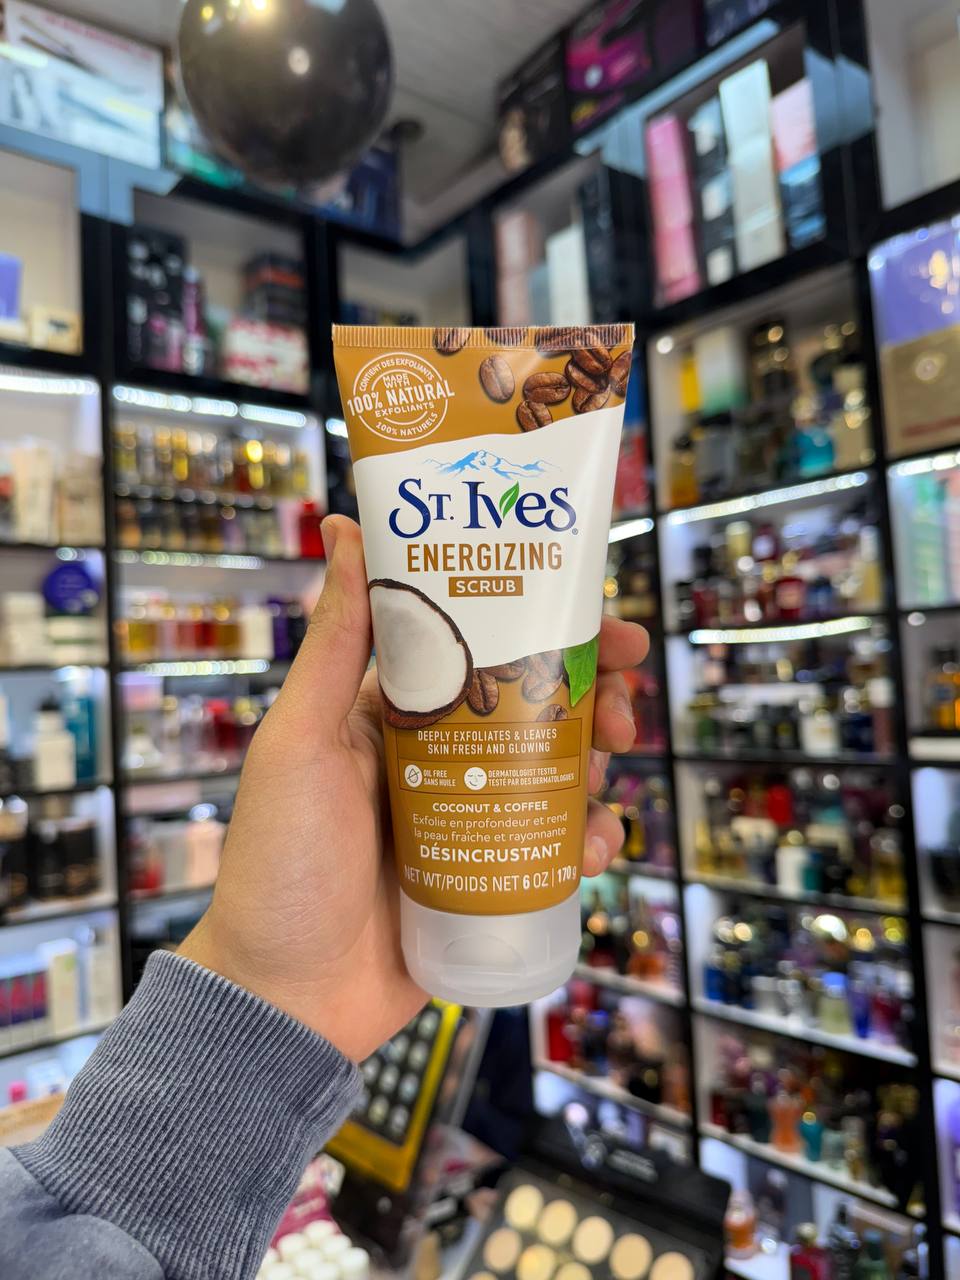 CONTIENT DES EXFOLIANTS
MADE
WITH
100% NATURAL
EXFOLIANTS
100% NATURELS
ST. IVES®
ENERGIZING
SCRUB
DEEPLY EXFOLIATES & LEAVES
SKIN FRESH AND GLOWING
OIL FREE
SANS HUILE
DERMATOLOGIST TESTED
TESTÉ PAR DES DERMATOLOGUES
COCONUT & COFFEE
Exfolie en profondeur et rend
la peau fraîche et rayonnante
DÉSINCRUSTANT
NET WT/POIDS NET 6 OZ | 170 g